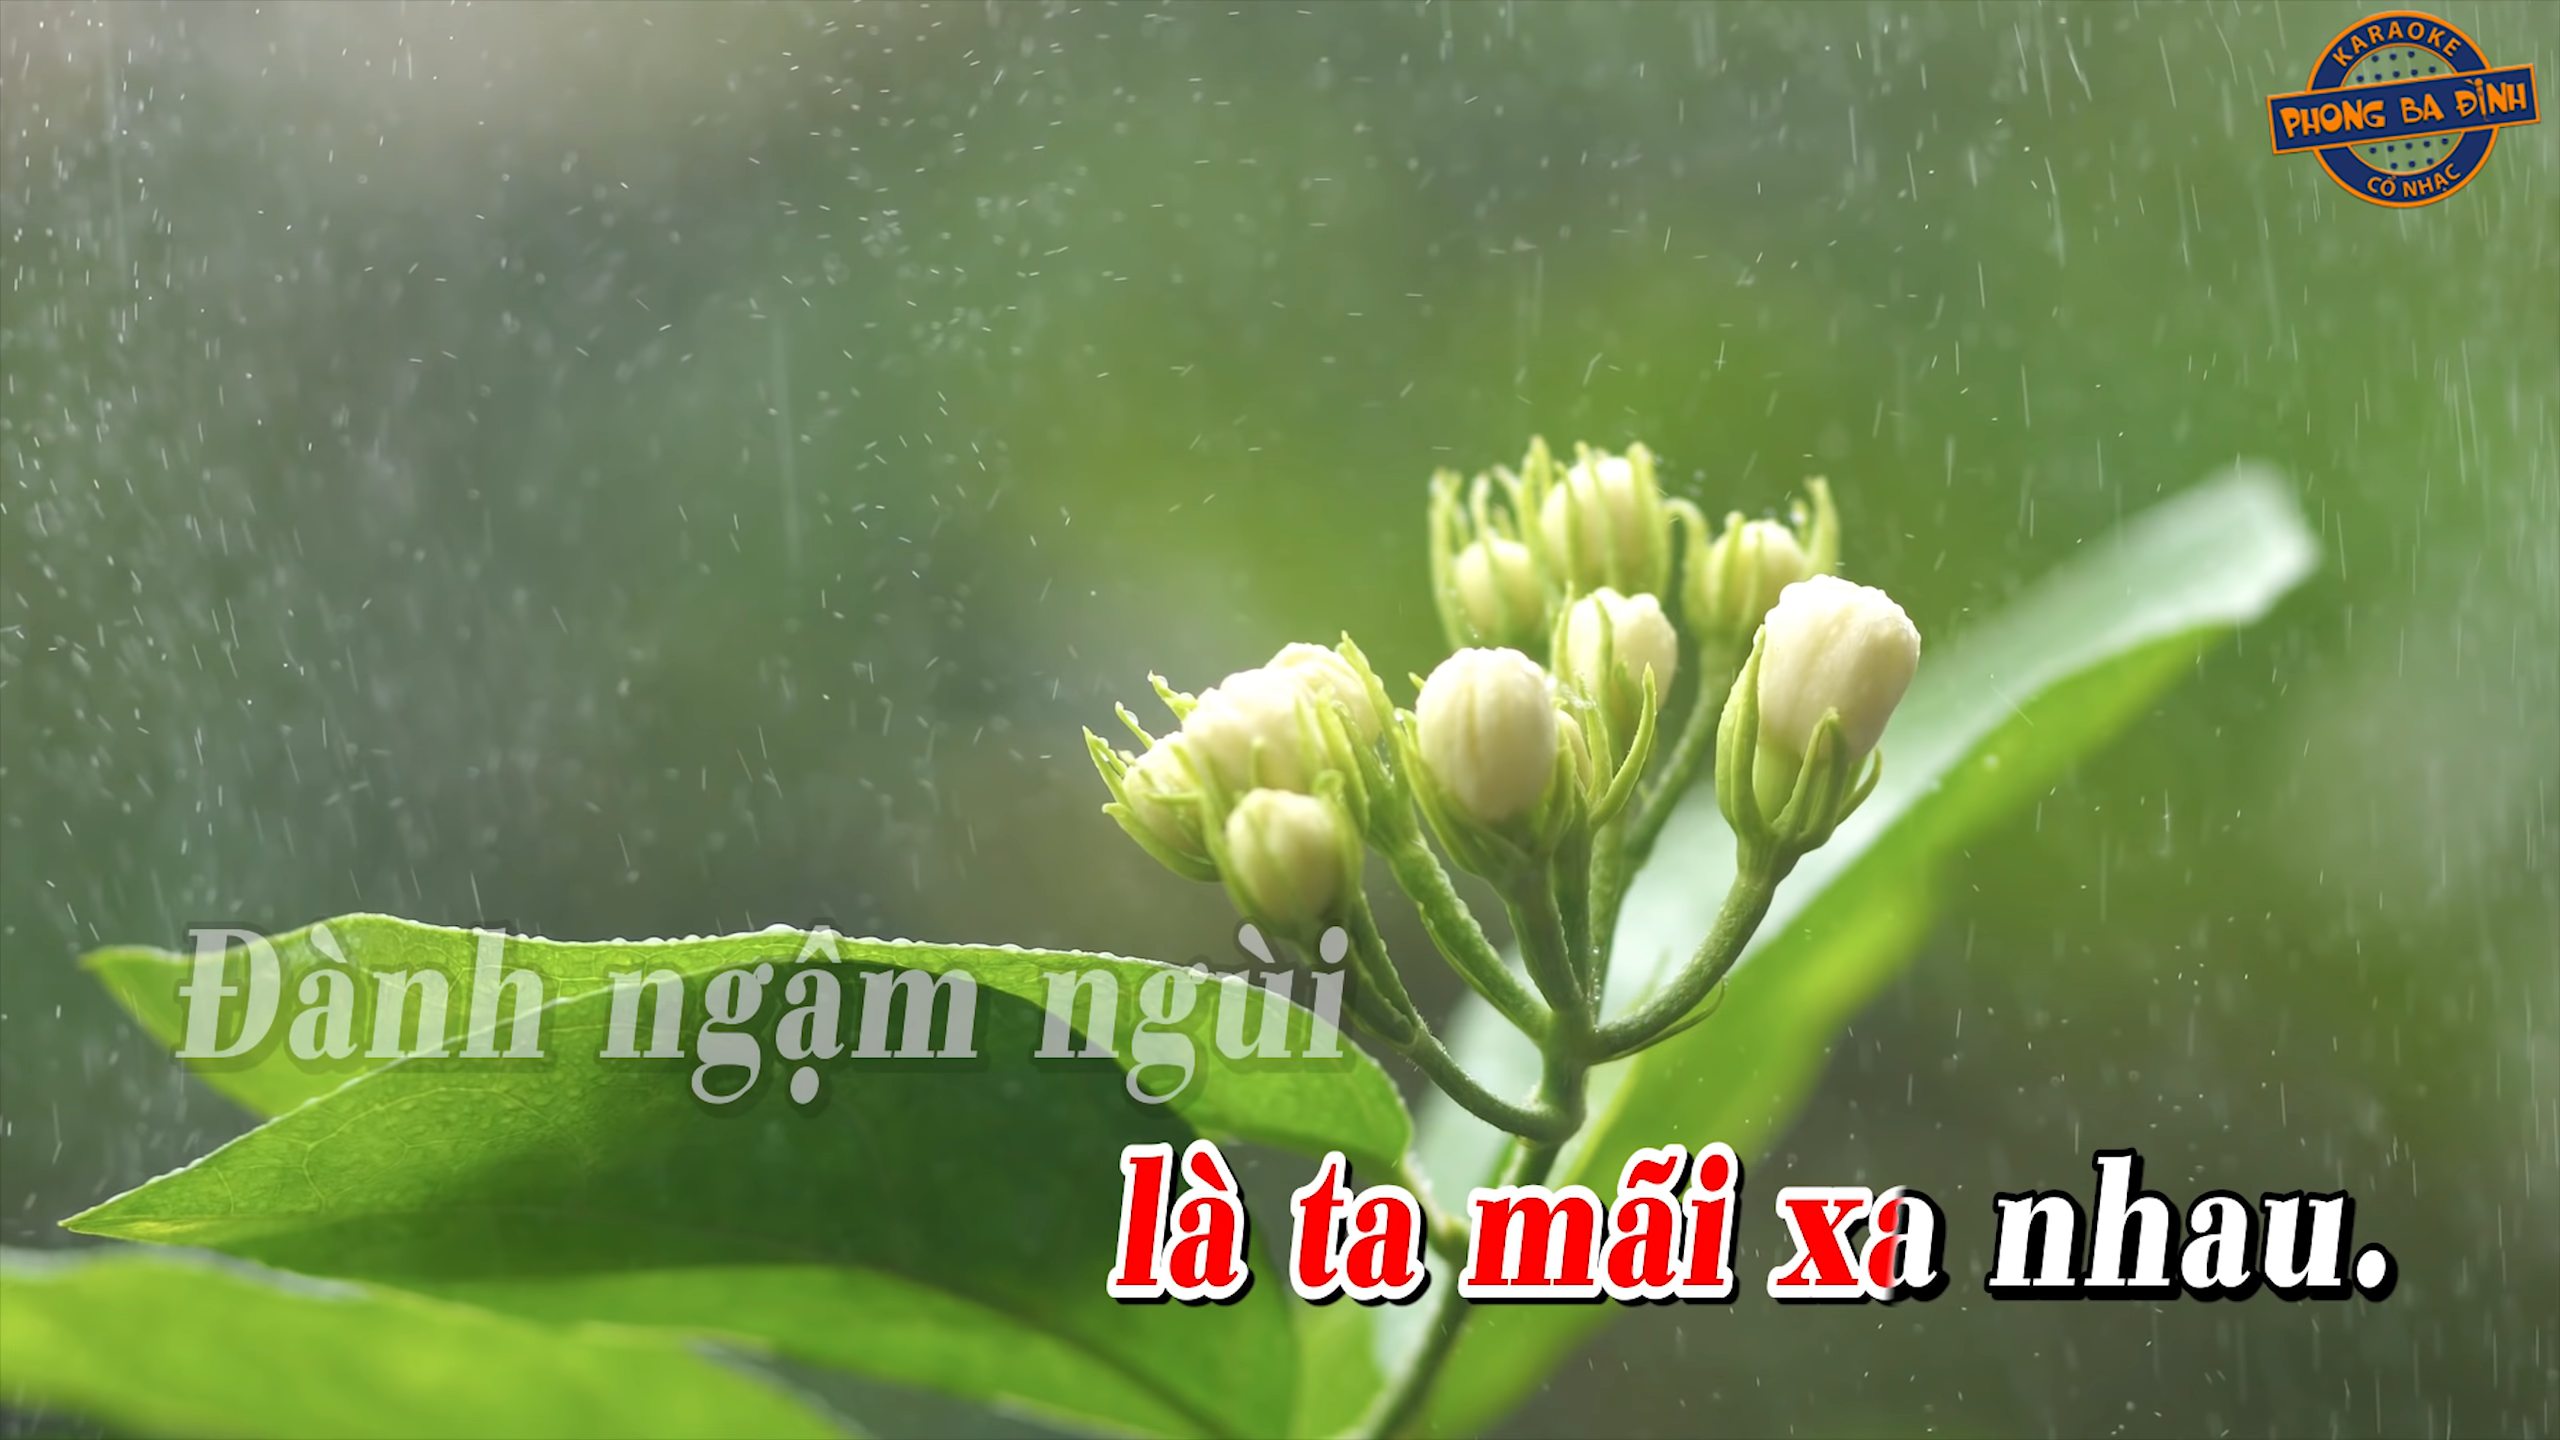 KARAOKE
PHONG BA ĐÌNH
CỔ NHẠC
Đành ngậm ngùi
là ta mãi xa nhau.